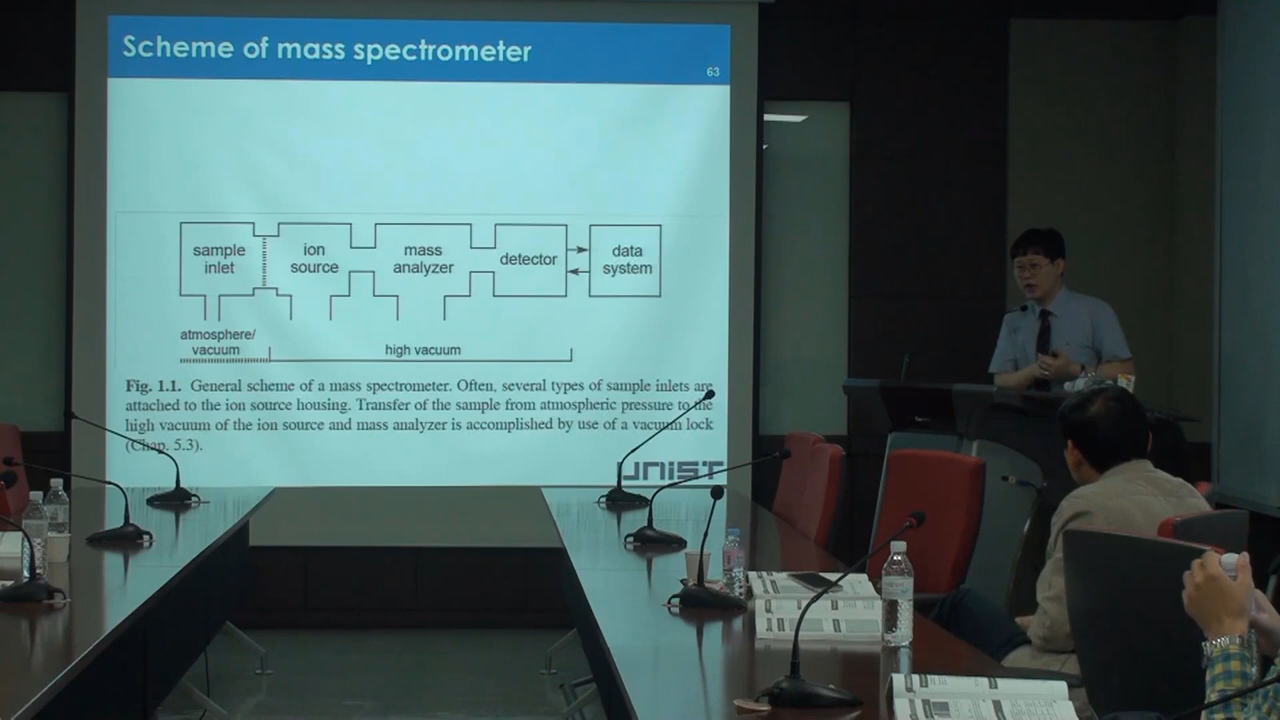 Scheme of mass spectrometer
63
sample inlet
ion source
mass analyzer
detector
data system
atmosphere/
vacuum
high vacuum
Fig. 1.1. General scheme of a mass spectrometer. Often, several types of sample inlets are
attached to the ion source housing. Transfer of the sample from atmospheric pressure to the
high vacuum of the ion source and mass analyzer is accomplished by use of a vacuum lock
(Chap. 5.3).
UNIST